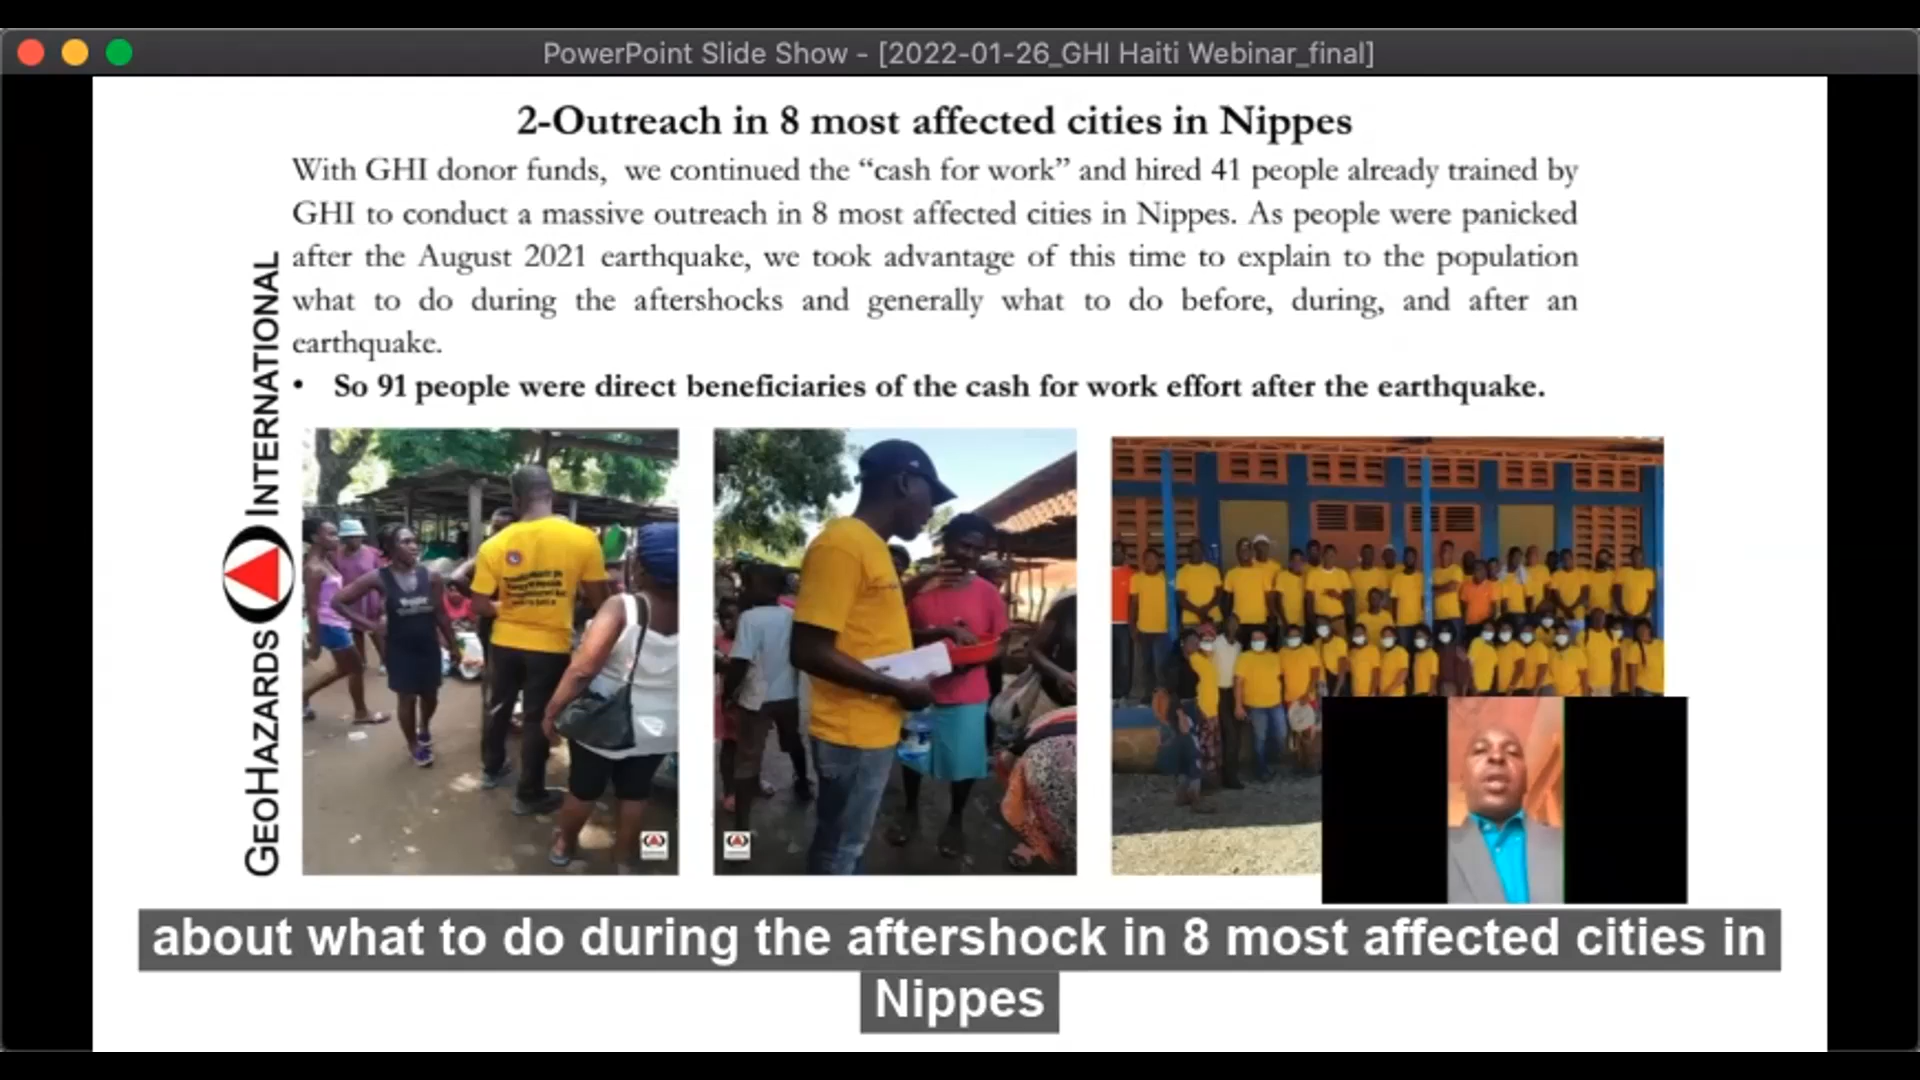 PowerPoint Slide Show - [2022-01-26_GHI Haiti Webinar_final]
2-Outreach in 8 most affected cities in Nippes
With GHI donor funds, we continued the “cash for work” and hired 41 people already trained by
GHI to conduct a massive outreach in 8 most affected cities in Nippes. As people were panicked
after the August 2021 earthquake, we took advantage of this time to explain to the population
what to do during the aftershocks and generally what to do before, during, and after an
earthquake.
• So 91 people were direct beneficiaries of the cash for work effort after the earthquake.
GEOHAZARDS INTERNATIONAL
about what to do during the aftershock in 8 most affected cities in
Nippes